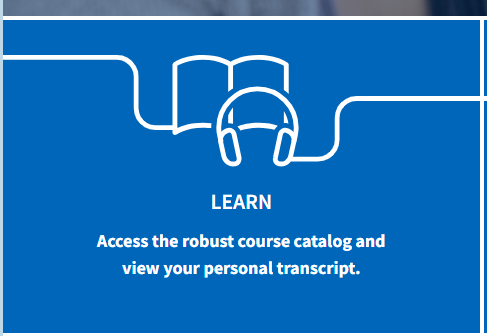 LEARN
Access the robust course catalog and
view your personal transcript.